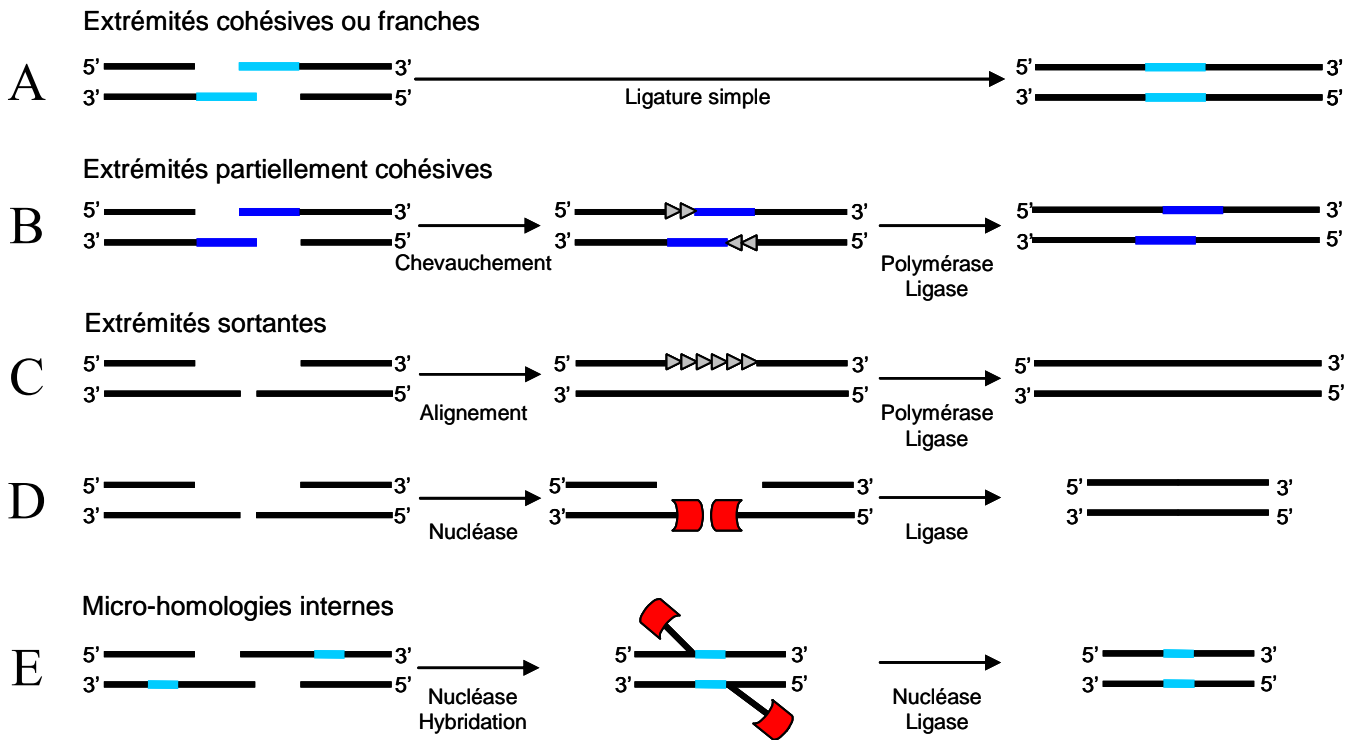 Extrémités cohésives ou franches
A 5’ 3’ 5’ 3’
3’ 5’ Ligature simple 3’ 5’
Extrémités partiellement cohésives
B 5’ 3’ 5’ 3’ 5’ 3’
3’ 5’ 3’ 5’ 3’ 5’
Chevauchement Polymérase
Ligase
Extrémités sortantes
C 5’ 3’ 5’ 3’ 5’ 3’
3’ 5’ 3’ 5’ 3’ 5’
Alignement Polymérase
Ligase
D 5’ 3’ 5’ 3’ 5’ 3’
3’ 5’ 3’ 5’ 3’ 5’
Nucléase Ligase
Micro-homologies internes
E 5’ 3’ 5’ 3’ 5’ 3’
3’ 5’ 3’ 5’ 3’ 5’
Nucléase Nucléase
Hybridation Ligase